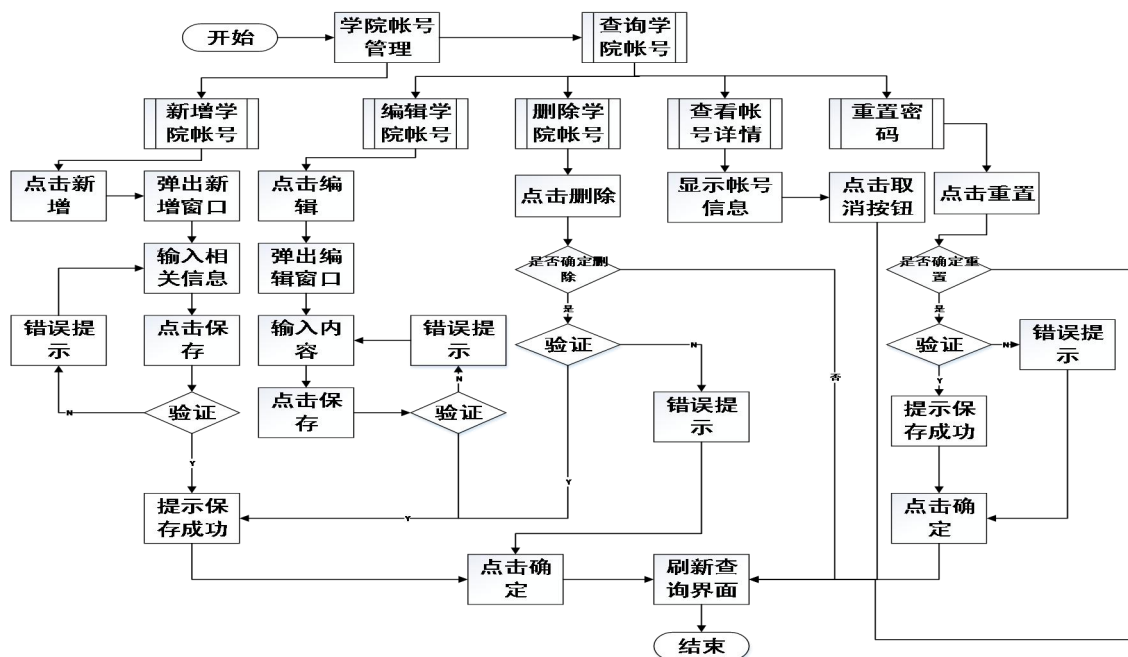 开始
学院帐号
管理
查询学
院帐号
新增学
院帐号
编辑学
院帐号
删除学
院帐号
查看帐
号详情
重置密
码
点击新
增
弹出新
增窗口
点击编
辑
点击删除
显示帐号
信息
点击取
消按钮
点击重置
输入相
关信息
弹出编
辑窗口
是否确定删
除
是否确定重
置
是
是
错误提
示
点击保
存
输入内
容
错误提
示
验证
N
验证
N
错误提
示
否
N
验证
点击保
存
N
验证
错误提
示
Y
提示保
存成功
Y
Y
提示保
存成功
Y
点击确
定
点击确
定
刷新查
询界面
结束